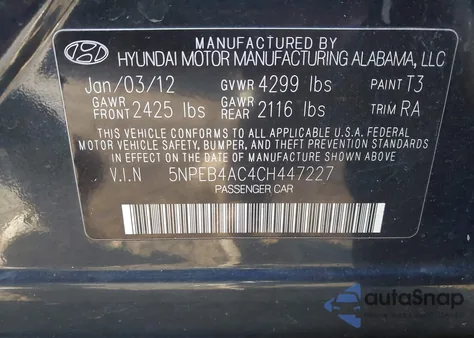 MANUFACTURED BY
HYUNDAI MOTOR MANUFACTURING ALABAMA, LLC
Jan/03/12 GVWR 4299 lbs PAINT T3
GAWR FRONT 2425 lbs GAWR REAR 2116 lbs TRIM RA
THIS VEHICLE CONFORMS TO ALL APPLICABLE U.S.A. FEDERAL
MOTOR VEHICLE SAFETY, BUMPER, AND THEFT PREVENTION STANDARDS
IN EFFECT ON THE DATE OF MANUFACTURE SHOWN ABOVE.
V.I.N 5NPEB4AC4CH447227
PASSENGER CAR
autoSnap